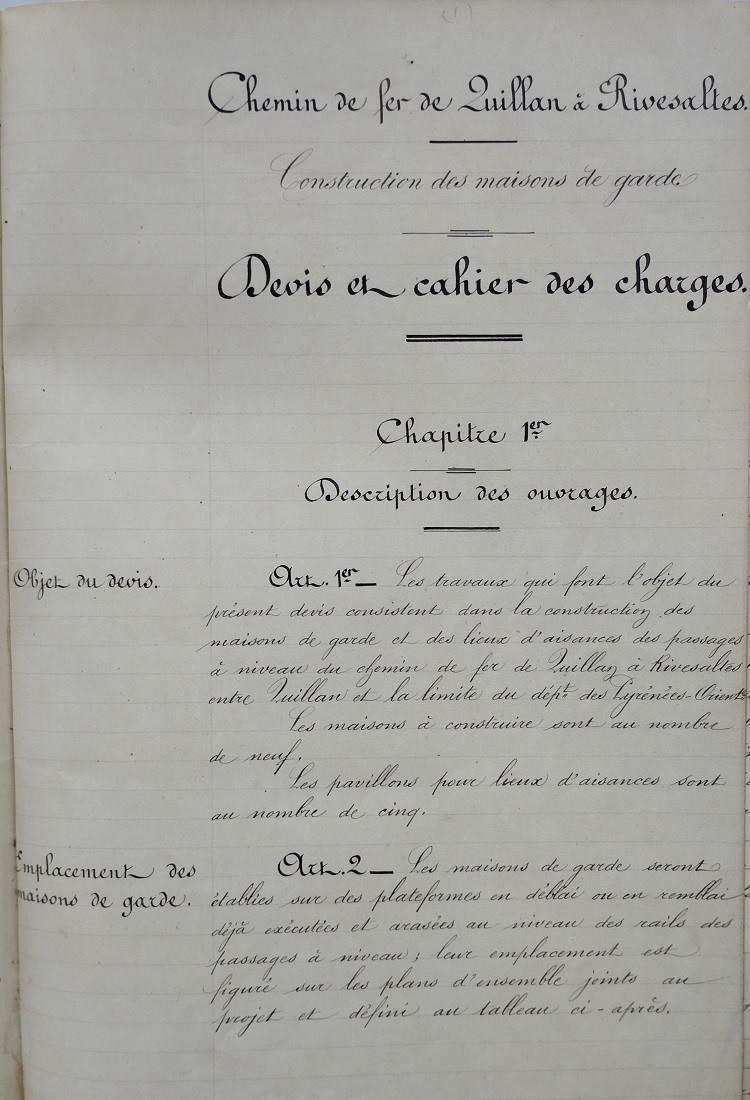 (1)
Chemin de fer de Quillan à Rivesaltes.
Construction des maisons de garde
Devis et cahier des charges.
Chapitre 1er
Description des ouvrages.
Objet du devis.
Art. 1er — Les travaux qui font l'objet du
présent devis consistent dans la construction des
maisons de garde et des lieux d'aisances des passages
à niveau du chemin de fer de Quillan à Rivesaltes
entre Quillan et la limite du dépt. des Pyrénées-Orientles
Les maisons à construire sont au nombre
de neuf.
Les pavillons pour lieux d'aisances sont
au nombre de cinq.
Emplacement des
maisons de garde.
Art. 2 — Les maisons de garde seront
établies sur des plateformes en déblai ou en remblai
déjà exécutées et arasées au niveau des rails des
passages à niveau ; leur emplacement est
figuré sur les plans d'ensemble joints au
projet et défini au tableau ci-après.